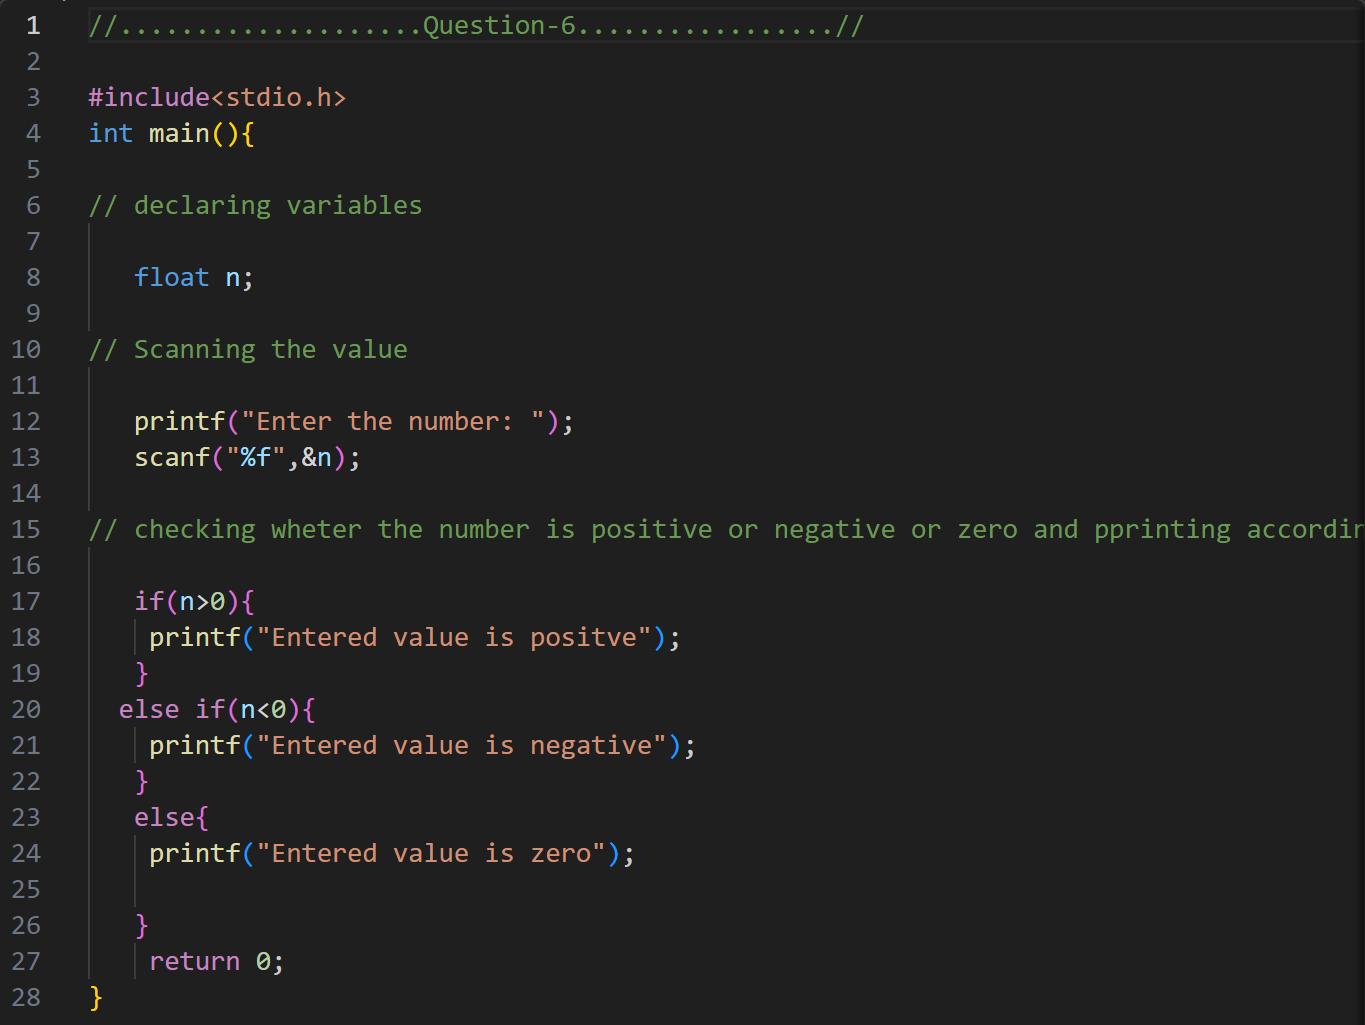 1 //....................Question-6.................//
2
3 #include<stdio.h>
4 int main(){
5
6 // declaring variables
7
8 float n;
9
10 // Scanning the value
11
12 printf("Enter the number: ");
13 scanf("%f",&n);
14
15 // checking wheter the number is positive or negative or zero and pprinting
16
17 if(n>0){
18 printf("Entered value is positve");
19 }
20 else if(n<0){
21 printf("Entered value is negative");
22 }
23 else{
24 printf("Entered value is zero");
25
26 }
27 return 0;
28 }